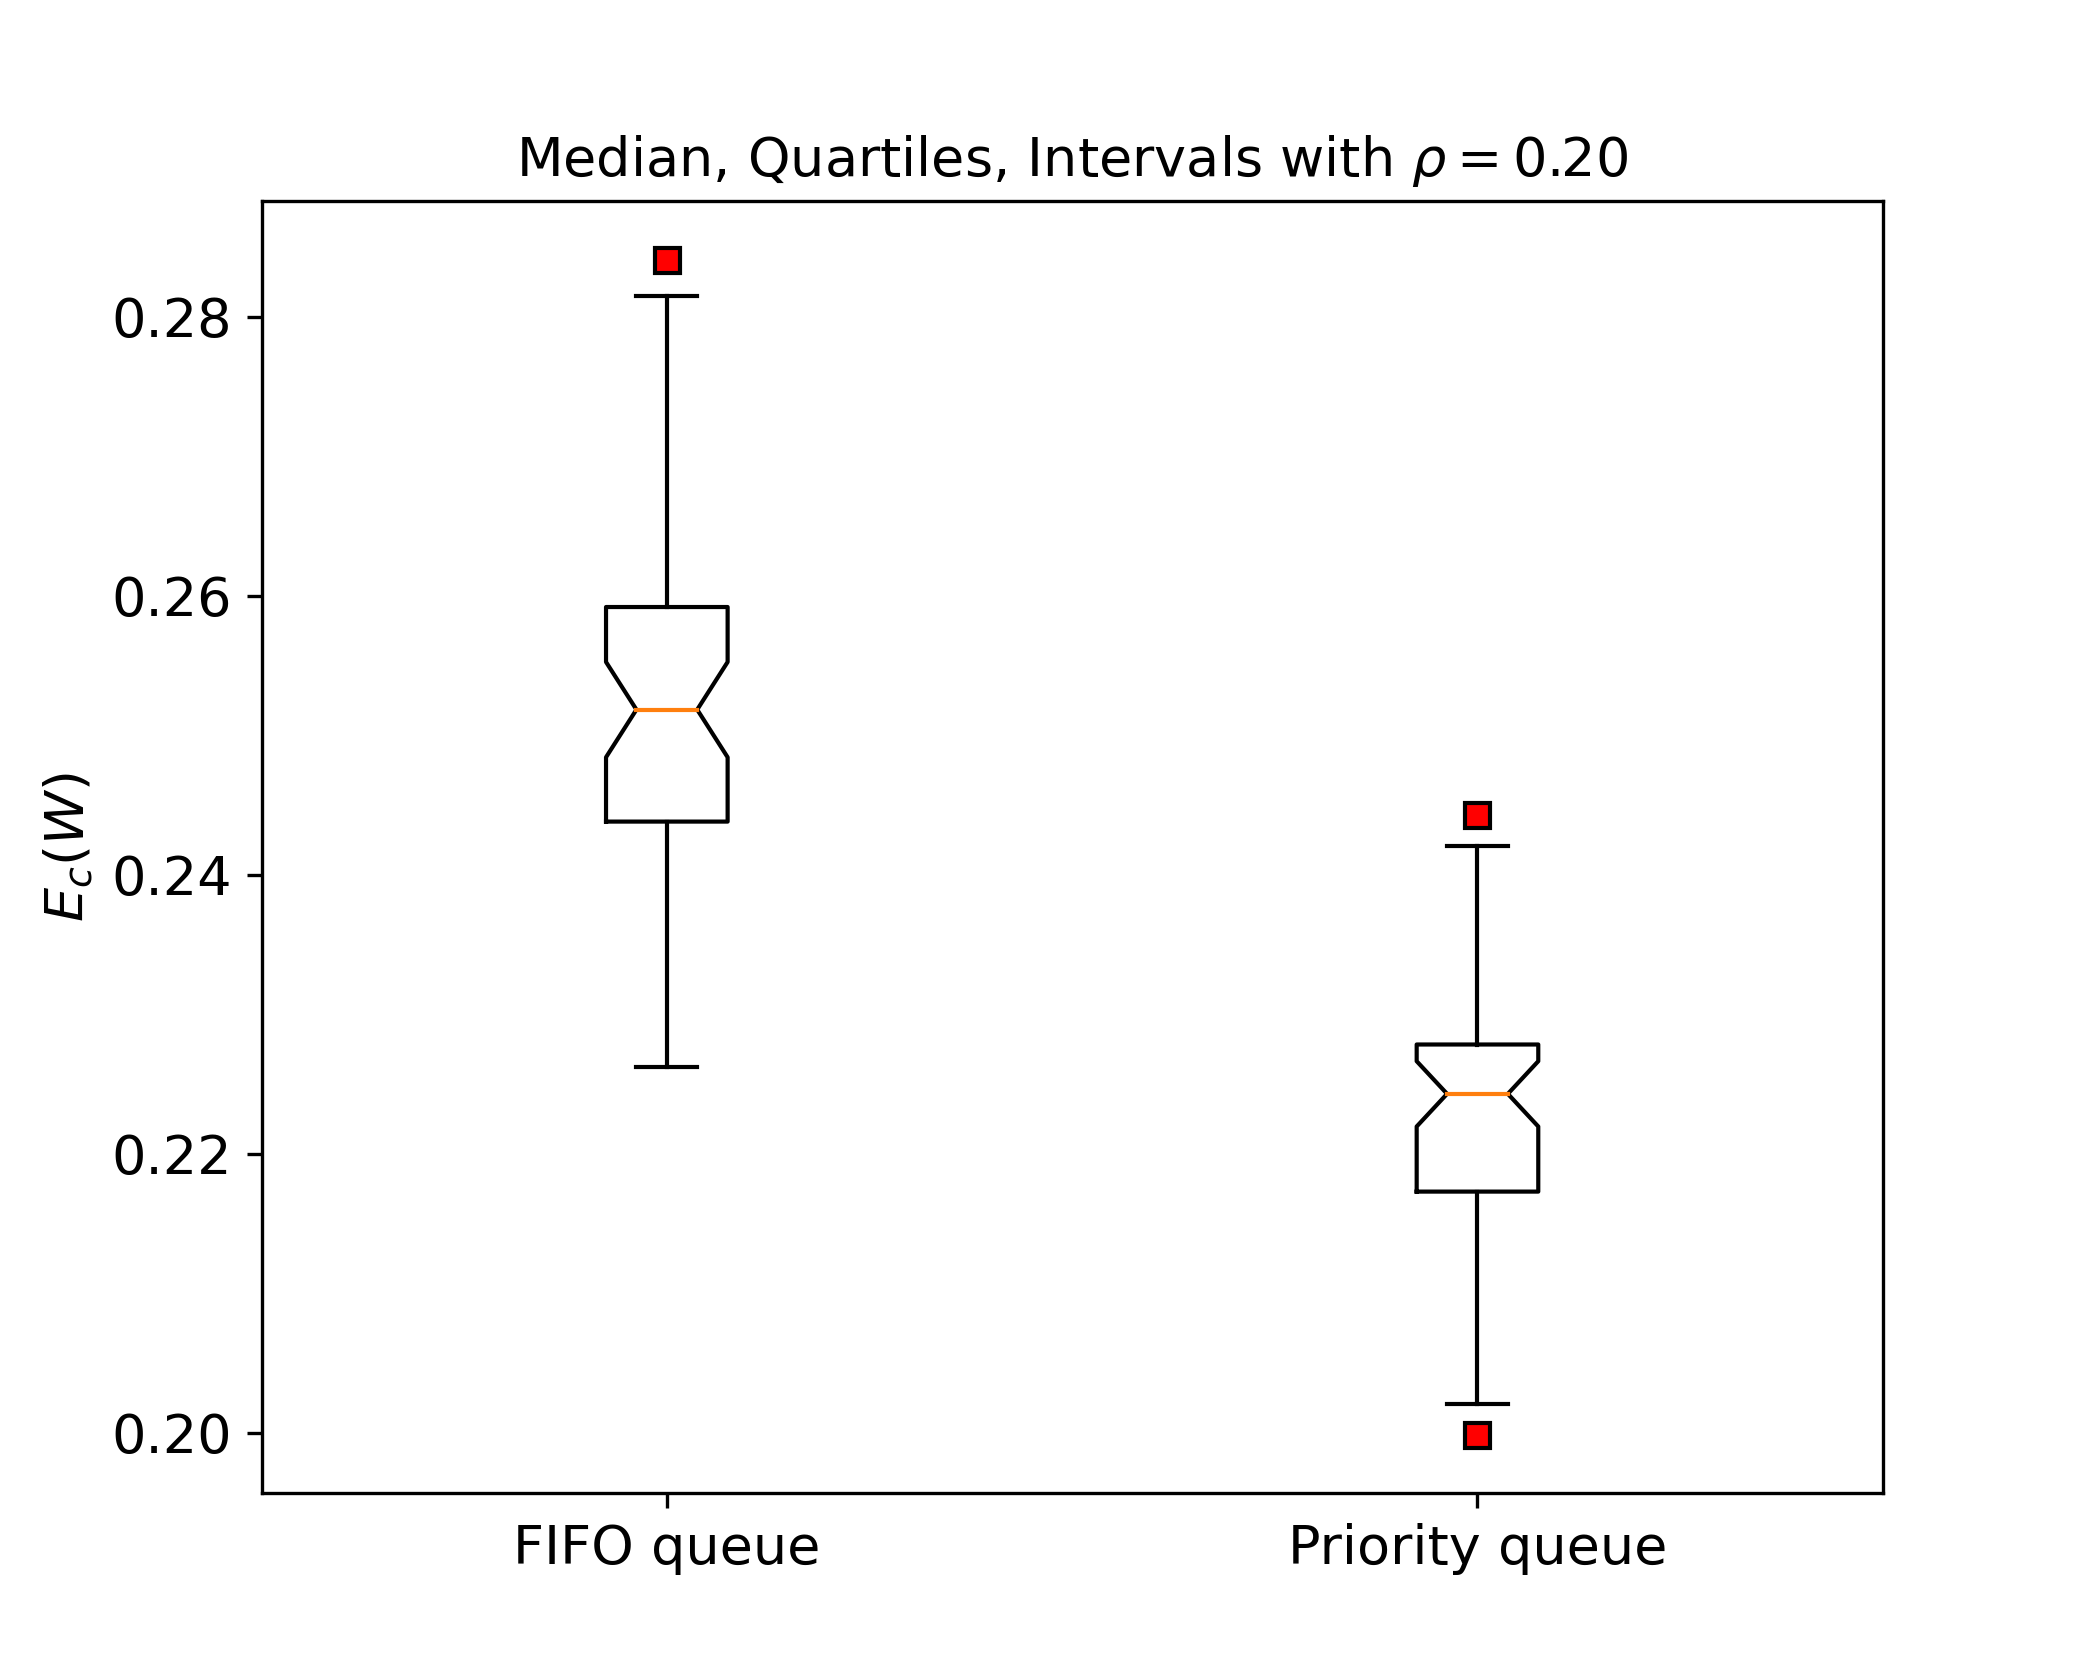 Median, Quartiles, Intervals with ρ = 0.20
0.28
0.26
0.24
0.22
0.20
E_c(W)
FIFO queue
Priority queue